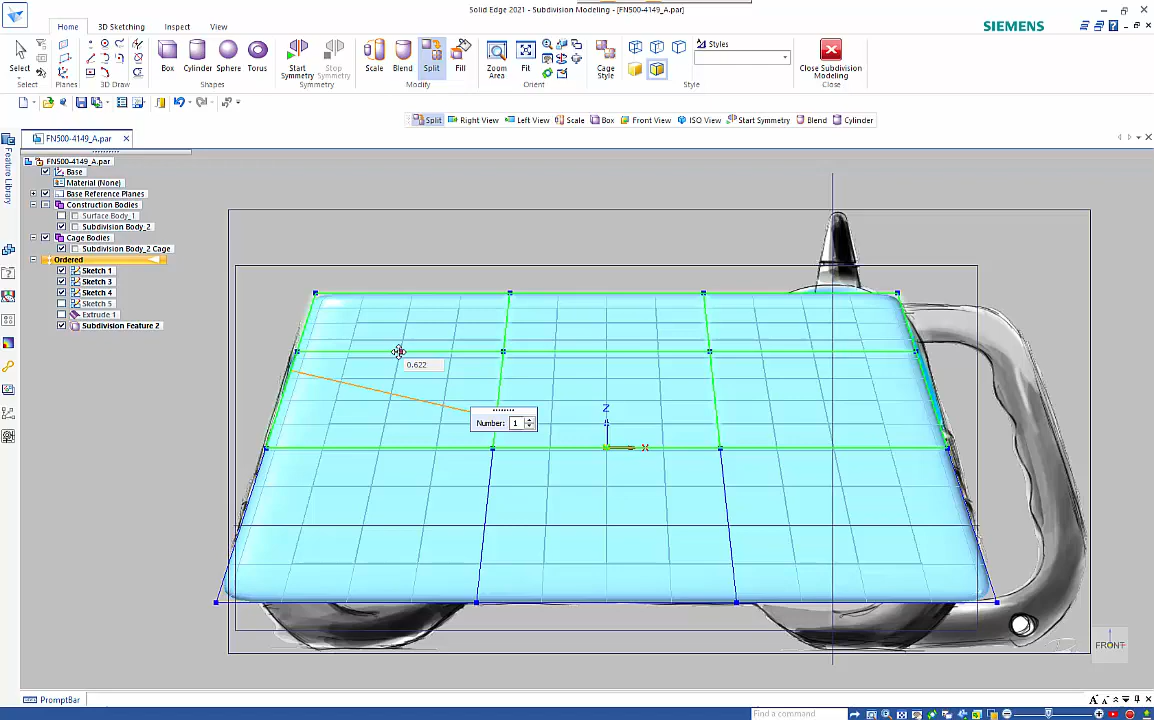 Solid Edge 2021 - Subdivision Modeling - [FN500-4149_A.par]
Home 3D Sketching Inspect View
SIEMENS
Select
Box Cylinder Sphere Torus
Start Symmetry Stop Symmetry
Scale Blend Split Fill
Zoom Area Fit
Cage Style
Styles
Close Subdivision Modeling
Select Planes 3D Draw Shapes Symmetry Modify Orient Style Close
Split Right View Left View Scale Box Front View ISO View Start Symmetry Blend Cylinder
FN500-4149_A.par
Feature Library
FN500-4149_A.par
Base
Material (None)
Base Reference Planes
Construction Bodies
Surface Body_1
Subdivision Body_2
Cage Bodies
Subdivision Body_2 Cage
Ordered
Sketch 1
Sketch 3
Sketch 4
Sketch 5
Extrude 1
Subdivision Feature 2
0.622
Number: 1
Z
X
FRONT
PromptBar
Find a command